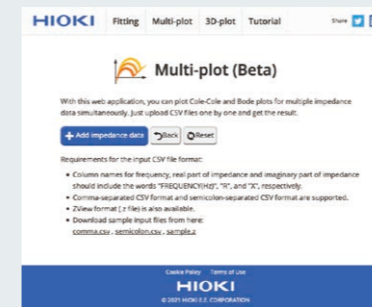 HIOKI Fitting Multi-plot 3D-plot Tutorial Share
Multi-plot (Beta)
With this web application, you can plot Cole-Cole and Bode plots for multiple impedance
data simultaneously. Just upload CSV files one by one and get the result.
+ Add impedance data Back Reset
Requirements for the input CSV file format:
• Column names for frequency, real part of impedance and imaginary part of impedance
should include the words "FREQUENCY(Hz)", "R", and "X", respectively.
• Comma-separated CSV format and semicolon-separated CSV format are supported.
• ZView format (.z file) is also available.
• Download sample input files from here:
comma.csv , semicolon.csv , sample.z
Cookie Policy Terms of Use
HIOKI
© 2021 HIOKI E.E. CORPORATION